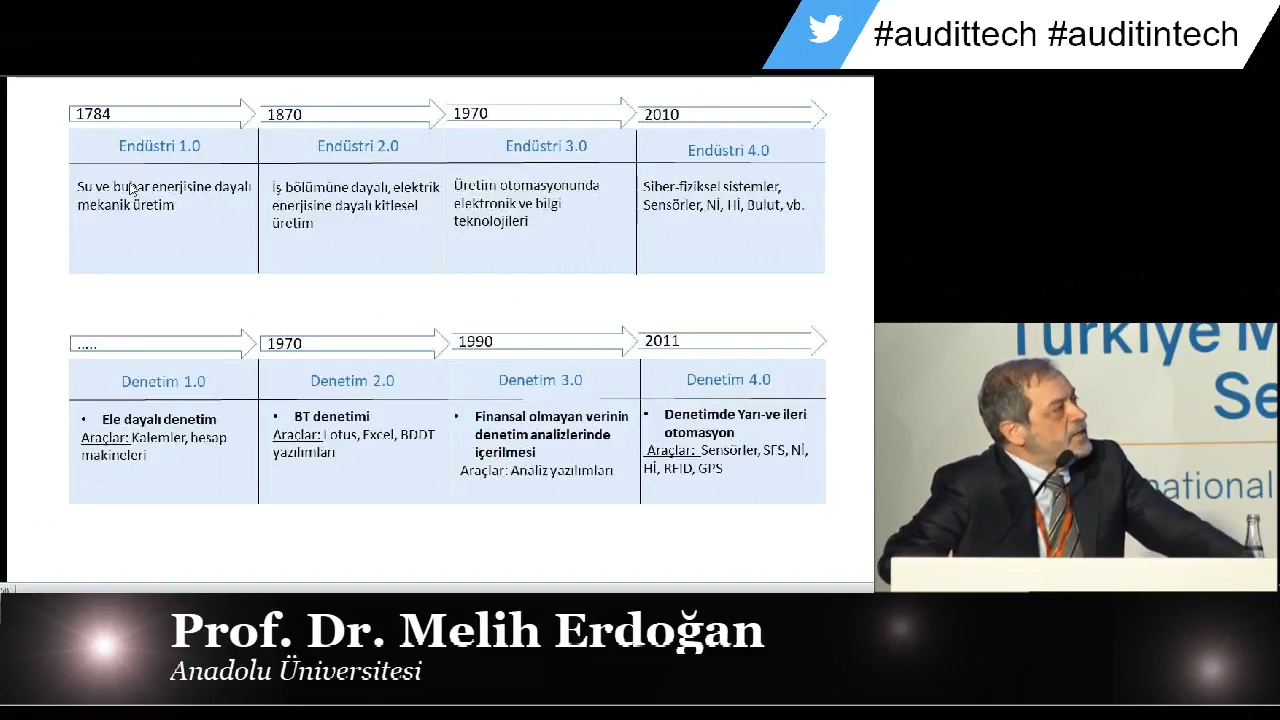 #audittech #auditintech
1784
1870
1970
2010
Endüstri 1.0
Endüstri 2.0
Endüstri 3.0
Endüstri 4.0
Su ve buhar enerjisine dayalı
mekanik üretim
İş bölümüne dayalı, elektrik
enerjisine dayalı kitlesel
üretim
Üretim otomasyonunda
elektronik ve bilgi
teknolojileri
Siber-fiziksel sistemler,
Sensörler, Nİ, Hİ, Bulut, vb.
.....
1970
1990
2011
Denetim 1.0
Denetim 2.0
Denetim 3.0
Denetim 4.0
• Ele dayalı denetim
Araçlar: Kalemler, hesap
makineleri
• BT denetimi
Araçlar: Lotus, Excel, BDDT
yazılımları
• Finansal olmayan verinin
denetim analizlerinde
içerilmesi
Araçlar: Analiz yazılımları
• Denetimde Yarı-ve ileri
otomasyon
Araçlar: Sensörler, SFS, Nİ,
Hİ, RFID, GPS
Türkiye M
Se
national
Prof. Dr. Melih Erdoğan
Anadolu Üniversitesi